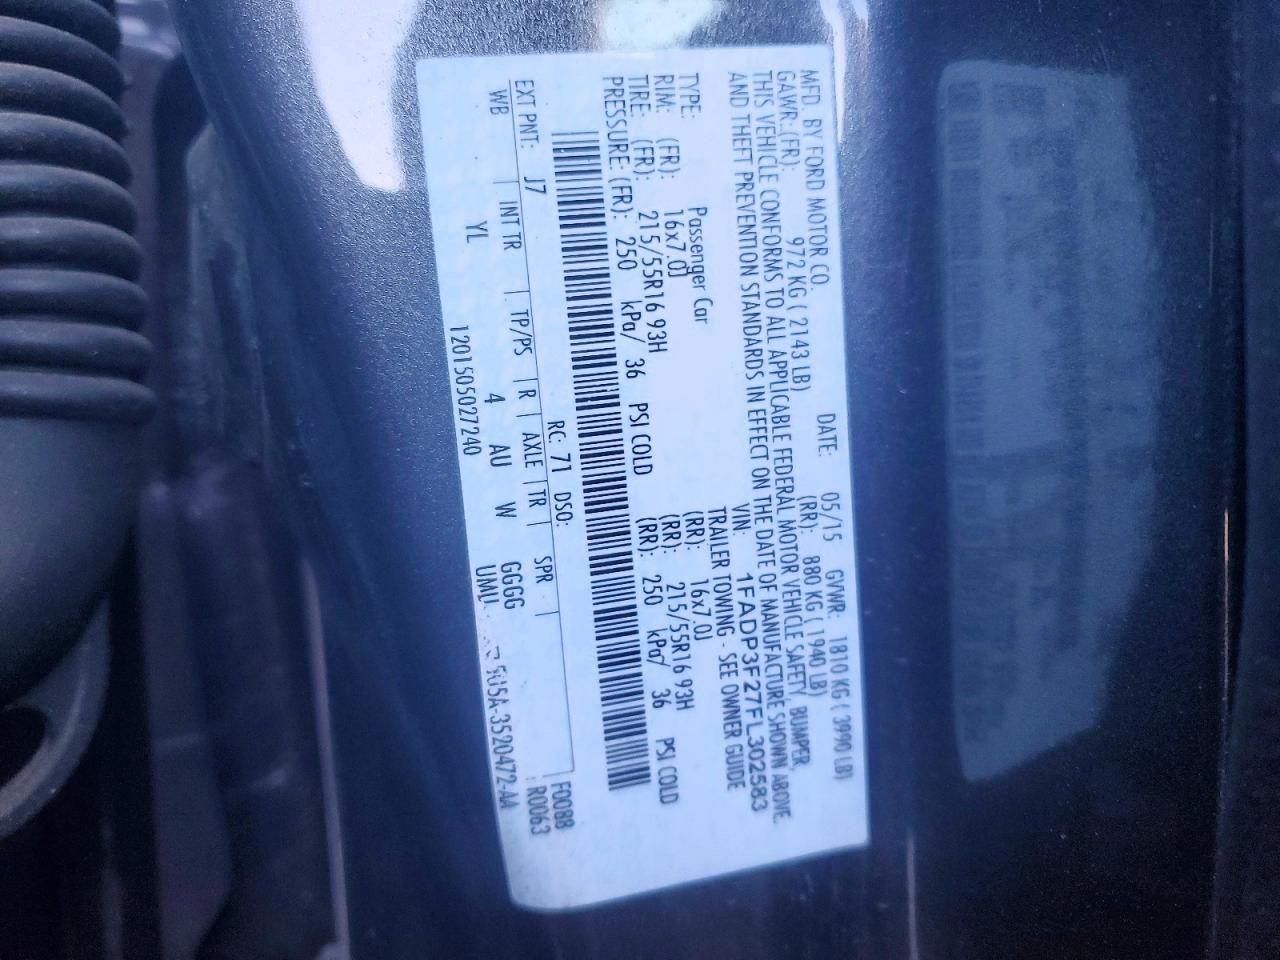 MFD. BY FORD MOTOR CO. DATE: 05/15 GVWR: 1810 KG ( 3990 LB)
GAWR: (FR): 972 KG ( 2143 LB) (RR): 880 KG ( 1940 LB)
THIS VEHICLE CONFORMS TO ALL APPLICABLE FEDERAL MOTOR VEHICLE SAFETY, BUMPER,
AND THEFT PREVENTION STANDARDS IN EFFECT ON THE DATE OF MANUFACTURE SHOWN ABOVE.
VIN: 1FADP3F27FL302583
TYPE: Passenger Car TRAILER TOWING - SEE OWNER GUIDE
RIM: (FR): 16x7.0J (RR): 16x7.0J
TIRE: (FR): 215/55R16 93H (RR): 215/55R16 93H
PRESSURE: (FR): 250 kPa/ 36 PSI COLD (RR): 250 kPa/ 36 PSI COLD
EXT PNT: J7 RC: 71 DSO: F0088
WB INT TR TP/PS R AXLE TR SPR R0063
YL 4 AU W GGGG
1201505027240 UML 5U5A-3520472-AA